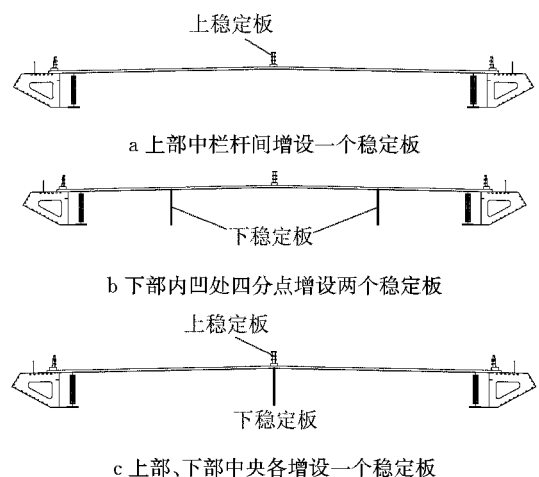 上稳定板
a 上部中栏杆间增设一个稳定板
下稳定板
b 下部内凹处四分点增设两个稳定板
上稳定板
下稳定板
c 上部、下部中央各增设一个稳定板